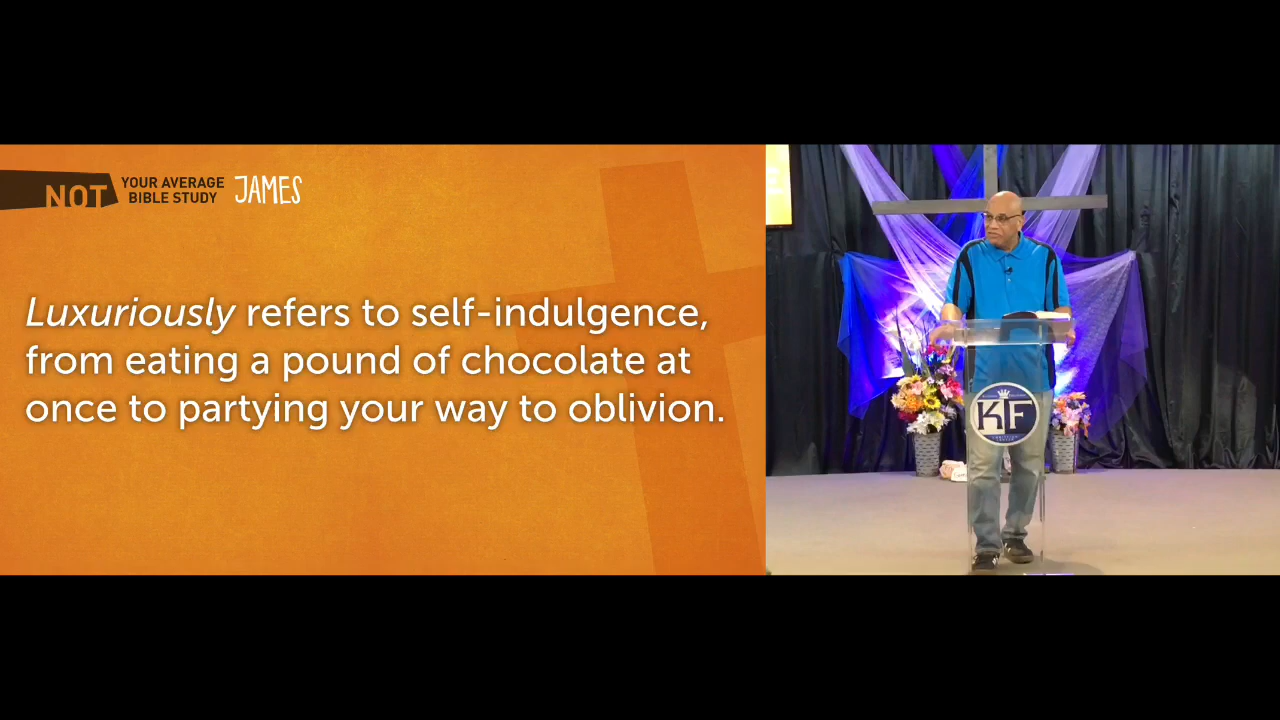 NOT YOUR AVERAGE BIBLE STUDY JAMES
Luxuriously refers to self-indulgence,
from eating a pound of chocolate at
once to partying your way to oblivion.
KTF